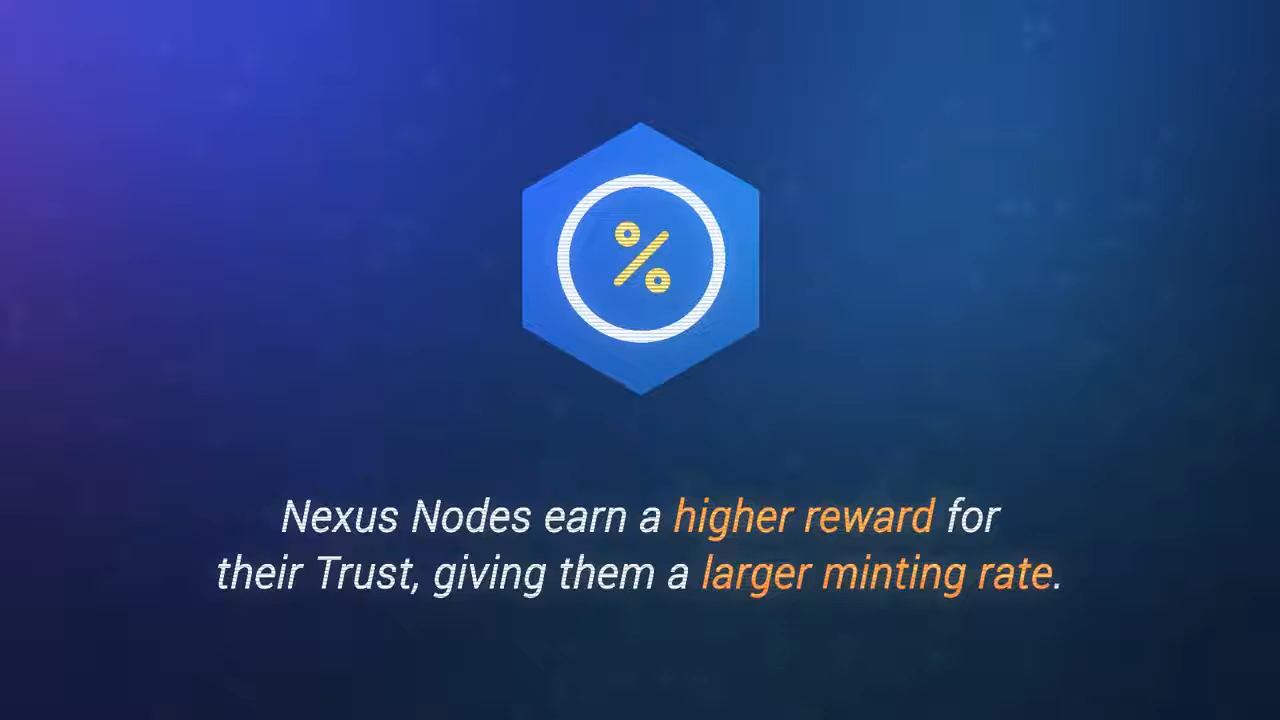 %
Nexus Nodes earn a higher reward for
their Trust, giving them a larger minting rate.